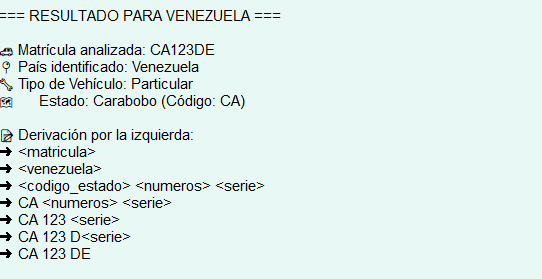 === RESULTADO PARA VENEZUELA ===
Matrícula analizada: CA123DE
País identificado: Venezuela
Tipo de Vehículo: Particular
Estado: Carabobo (Código: CA)
Derivación por la izquierda:
➜ <matricula>
➜ <venezuela>
➜ <codigo_estado> <numeros> <serie>
➜ CA <numeros> <serie>
➜ CA 123 <serie>
➜ CA 123 D<serie>
➜ CA 123 DE